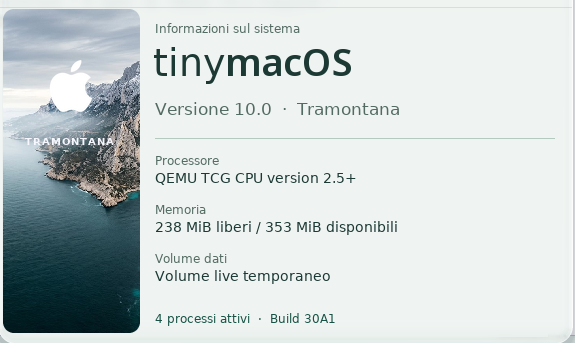 Informazioni sul sistema
tinymacOS
Versione 10.0 · Tramontana
TRAMONTANA
Processore
QEMU TCG CPU version 2.5+
Memoria
238 MiB liberi / 353 MiB disponibili
Volume dati
Volume live temporaneo
4 processi attivi · Build 30A1